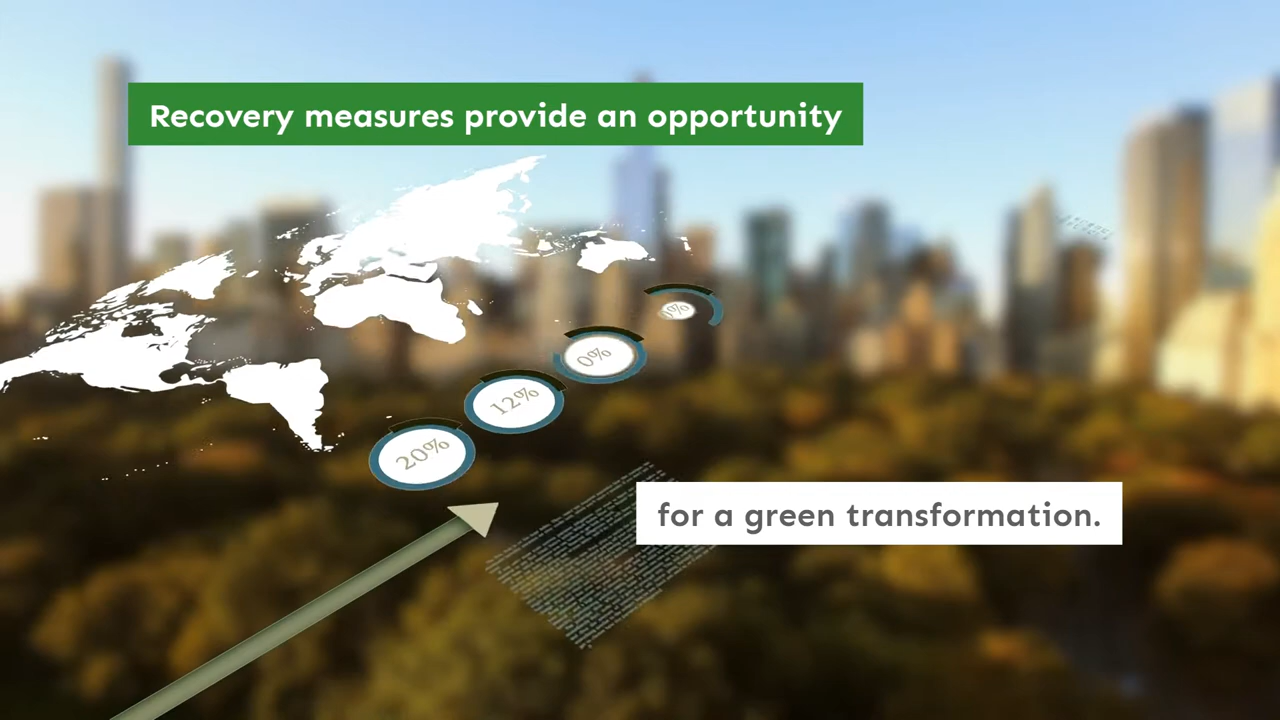 Recovery measures provide an opportunity
0%
12%
20%
for a green transformation.